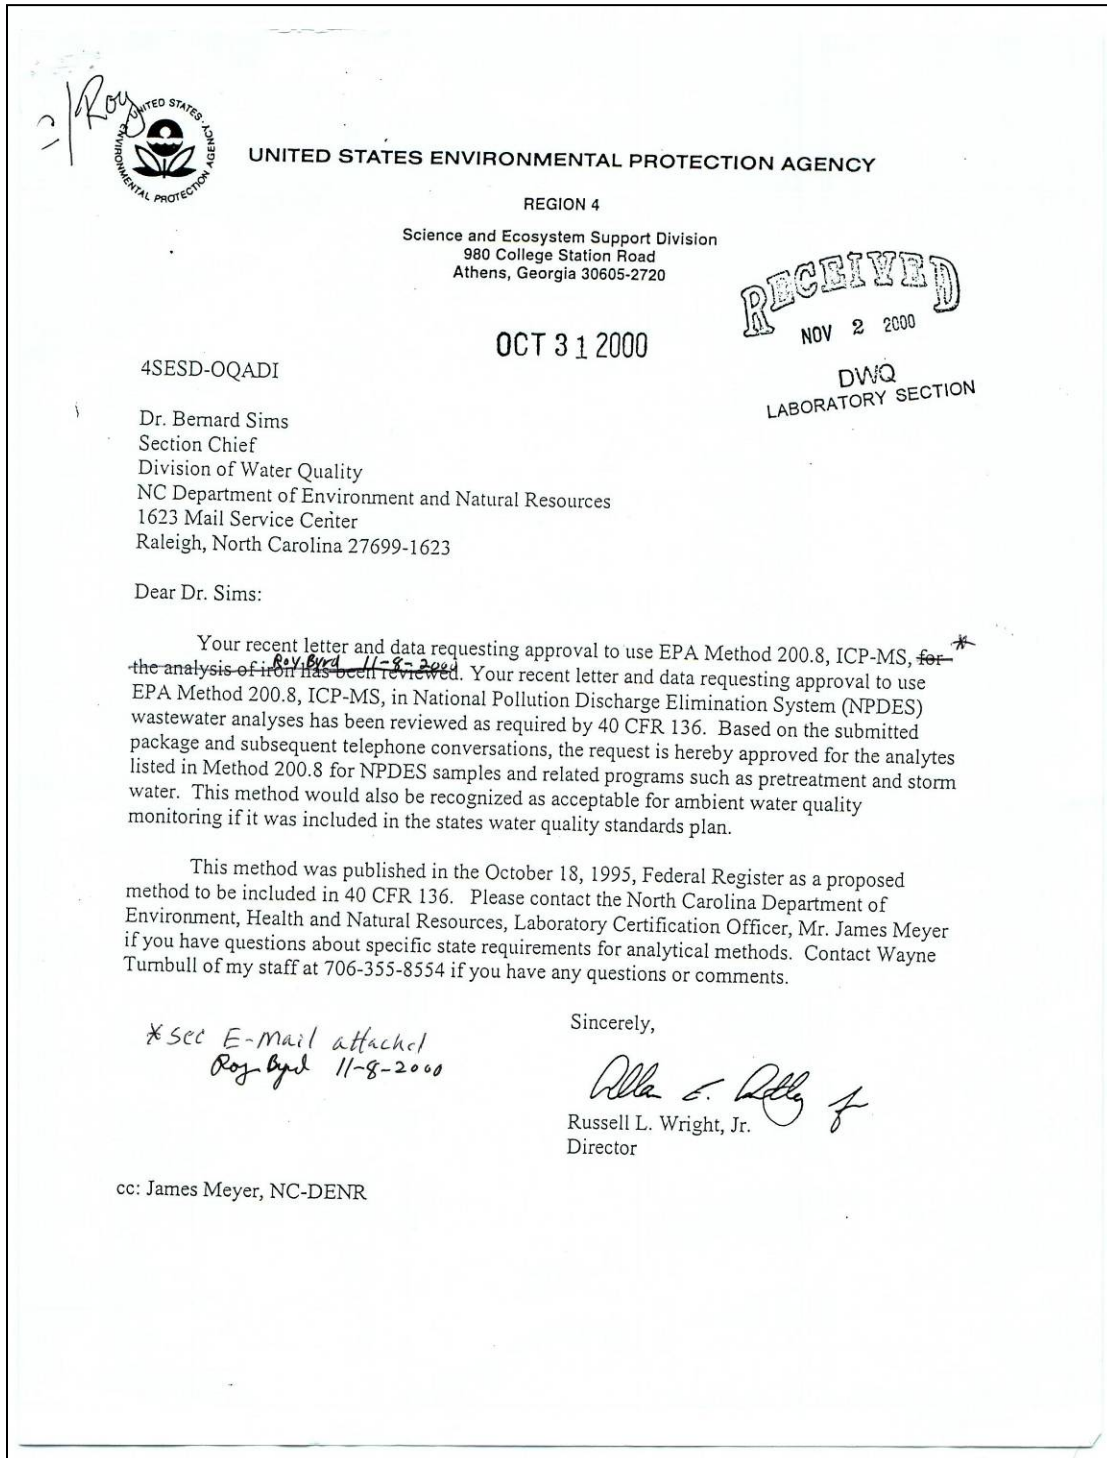 Roy
UNITED STATES ENVIRONMENTAL PROTECTION AGENCY
UNITED STATES ENVIRONMENTAL PROTECTION AGENCY
REGION 4
Science and Ecosystem Support Division
980 College Station Road
Athens, Georgia 30605-2720
RECEIVED
NOV 2 2000
DWQ
LABORATORY SECTION
OCT 31 2000
4SESD-OQADI
Dr. Bernard Sims
Section Chief
Division of Water Quality
NC Department of Environment and Natural Resources
1623 Mail Service Center
Raleigh, North Carolina 27699-1623
Dear Dr. Sims:
Your recent letter and data requesting approval to use EPA Method 200.8, ICP-MS, for *
Roy Byrd 11-8-2000
the analysis of iron has been reviewed. Your recent letter and data requesting approval to use
EPA Method 200.8, ICP-MS, in National Pollution Discharge Elimination System (NPDES)
wastewater analyses has been reviewed as required by 40 CFR 136. Based on the submitted
package and subsequent telephone conversations, the request is hereby approved for the analytes
listed in Method 200.8 for NPDES samples and related programs such as pretreatment and storm
water. This method would also be recognized as acceptable for ambient water quality
monitoring if it was included in the states water quality standards plan.
This method was published in the October 18, 1995, Federal Register as a proposed
method to be included in 40 CFR 136. Please contact the North Carolina Department of
Environment, Health and Natural Resources, Laboratory Certification Officer, Mr. James Meyer
if you have questions about specific state requirements for analytical methods. Contact Wayne
Turnbull of my staff at 706-355-8554 if you have any questions or comments.
*See E-Mail attached
Roy Byrd 11-8-2000
Sincerely,
Russell L. Wright, Jr.
Director
cc: James Meyer, NC-DENR